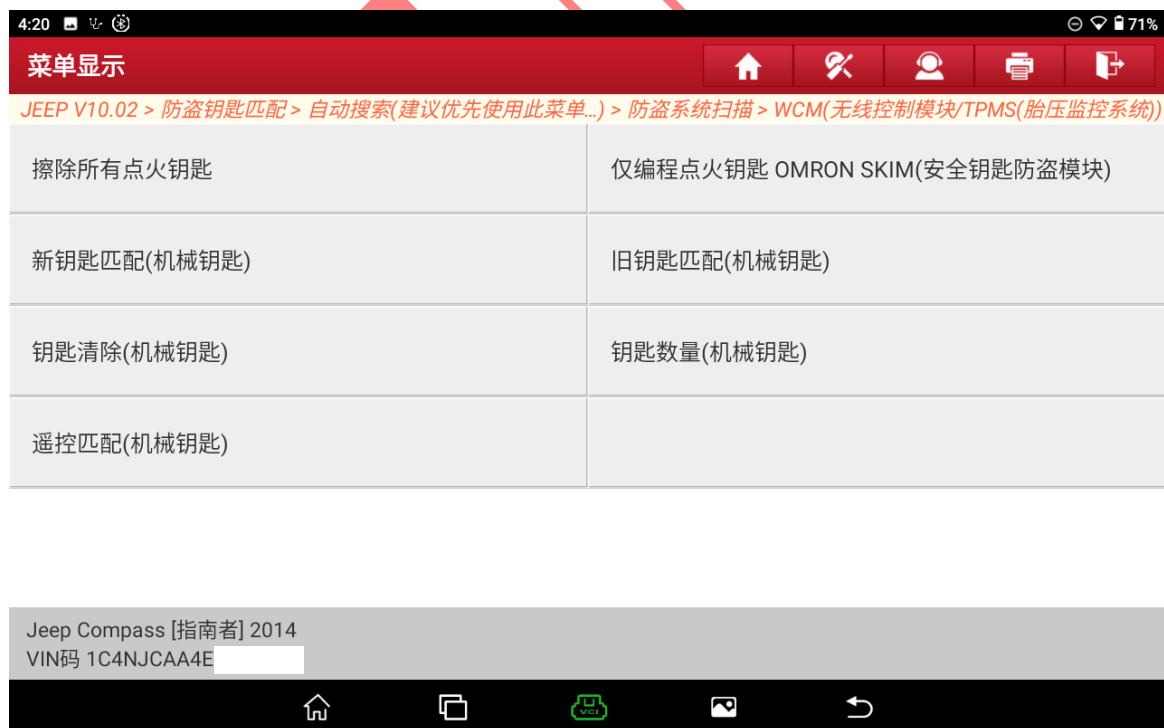 4:20 71%
菜单显示
JEEP V10.02 > 防盗钥匙匹配 > 自动搜索(建议优先使用此菜单...) > 防盗系统扫描 > WCM(无线控制模块/TPMS(胎压监控系统))
擦除所有点火钥匙 仅编程点火钥匙 OMRON SKIM(安全钥匙防盗模块)
新钥匙匹配(机械钥匙) 旧钥匙匹配(机械钥匙)
钥匙清除(机械钥匙) 钥匙数量(机械钥匙)
遥控匹配(机械钥匙)
Jeep Compass [指南者] 2014
VIN码 1C4NJCAA4E
VCI